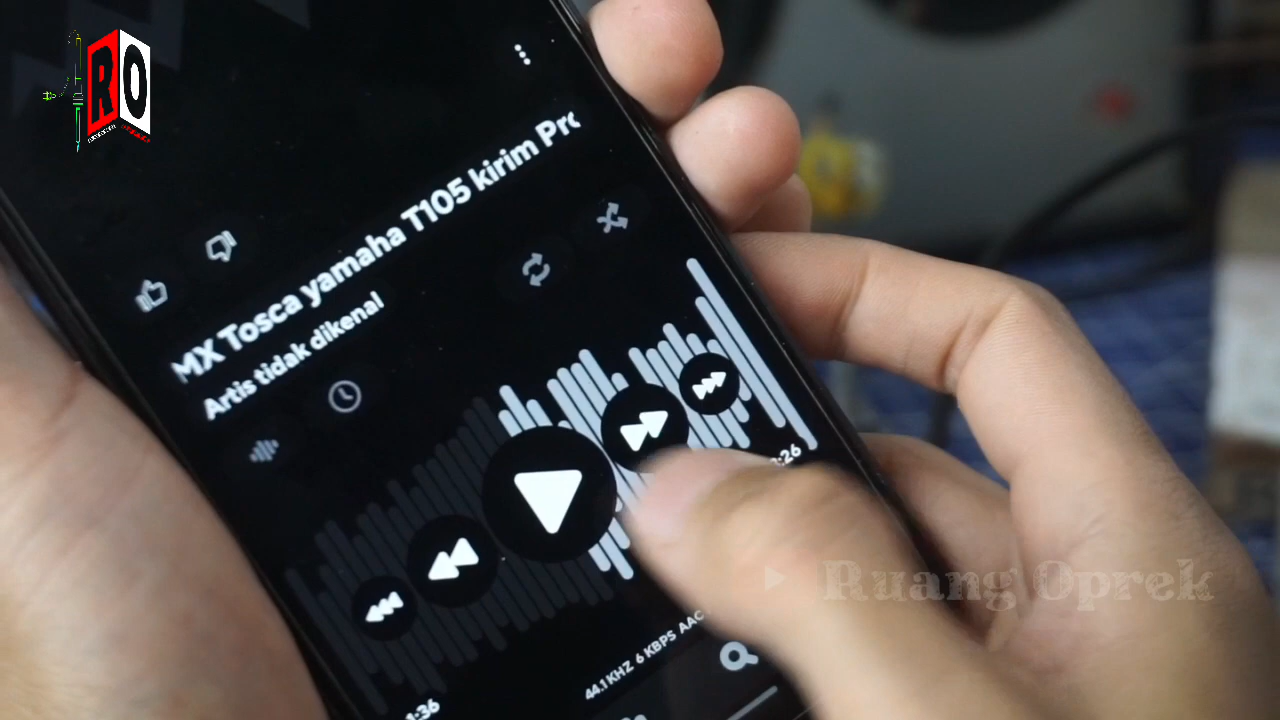 RO
MX Tosca yamaha T105 kirim Pro
Artis tidak dikenal
:26
Ruang Oprek
44.1 KHZ 6 KBPS AAC
1:36